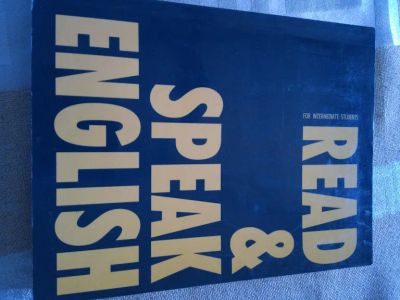 FOR INTERMEDIATE STUDENTS
READ
&
SPEAK
ENGLISH